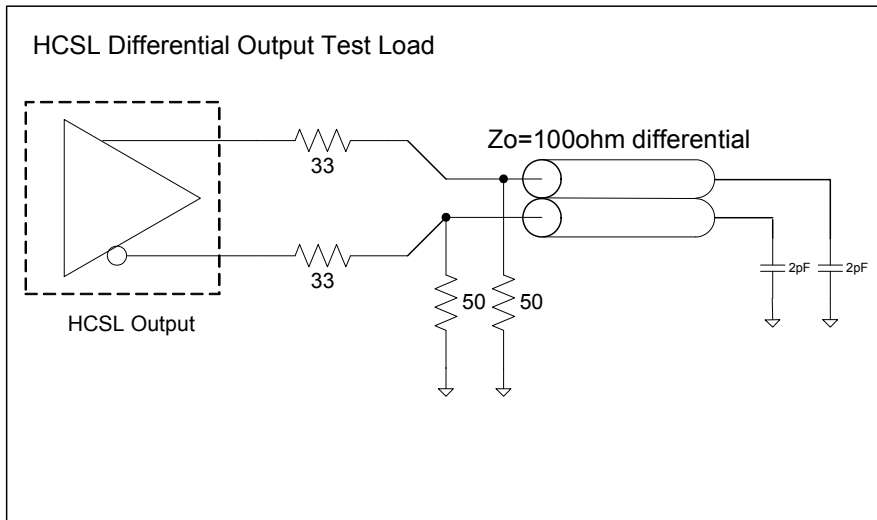 HCSL Differential Output Test Load
Zo=100ohm differential
33
33
2pF
2pF
50
50
HCSL Output